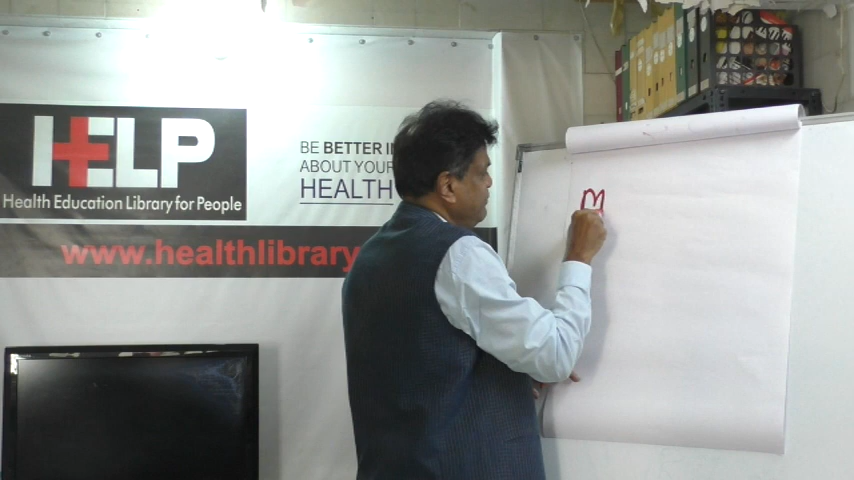 HELP
Health Education Library for People
BE BETTER
ABOUT YOUR
HEALTH
www.healthlibrary
M